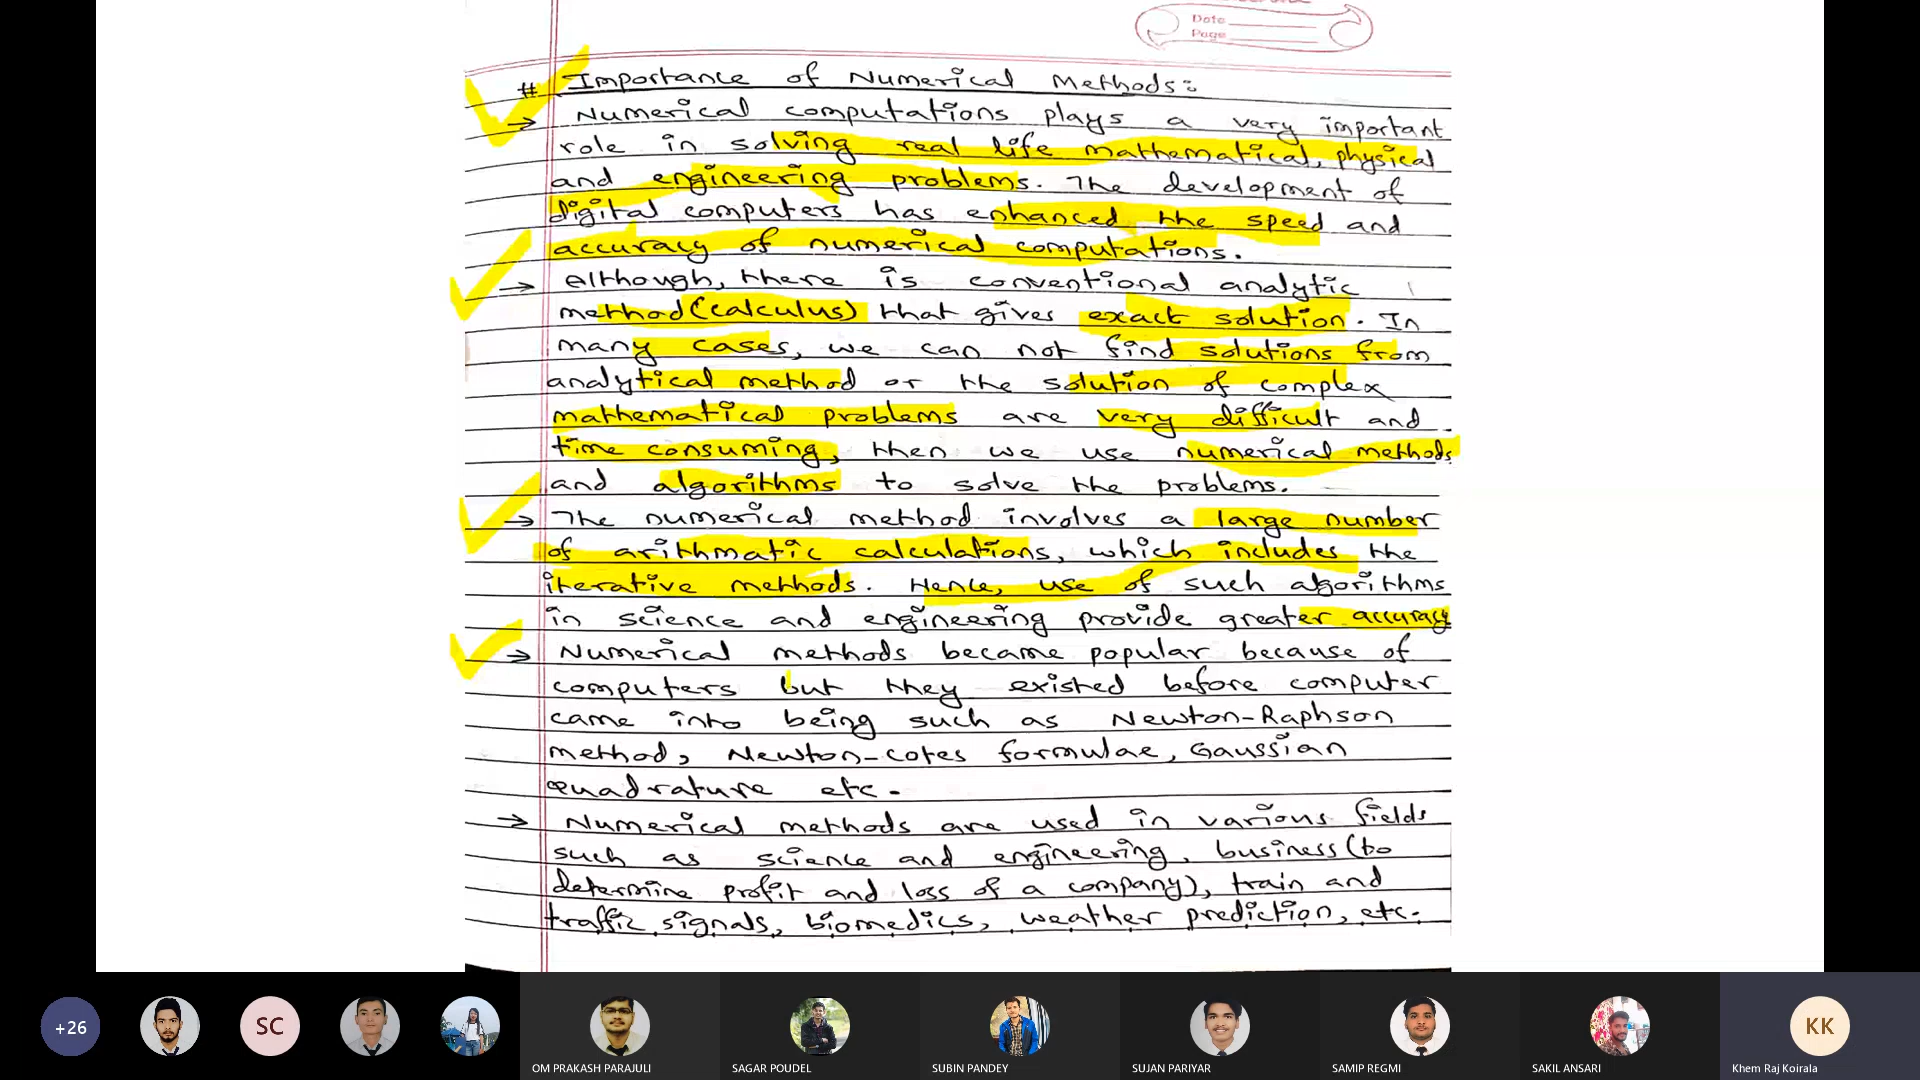 Date
Page
# Importance of Numerical Methods:
→ Numerical computations plays a very important
role in solving real life mathematical, physical
and engineering problems. The development of
digital computers has enhanced the speed and
accuracy of numerical computations.
→ Although, there is conventional analytic
method (calculus) that gives exact solution. In
many cases, we can not find solutions from
analytical method or the solution of complex
mathematical problems are very difficult and
time consuming, then we use numerical methods
and algorithms to solve the problems.
→ The numerical method involves a large number
of arithmatic calculations, which includes the
iterative methods. Hence, use of such algorithms
in science and engineering provide greater accuracy
→ Numerical methods became popular because of
computers but they existed before computer
came into being such as Newton-Raphson
method, Newton-cotes formulae, Gaussian
Quadrature etc.
→ Numerical methods are used in various fields
such as science and engineering, business (to
determine profit and loss of a company), train and
traffic signals, biomedics, weather prediction, etc.
+26
SC
KK
OM PRAKASH PARAJULI
SAGAR POUDEL
SUBIN PANDEY
SUJAN PARIYAR
SAMIP REGMI
SAKIL ANSARI
Khem Raj Koirala